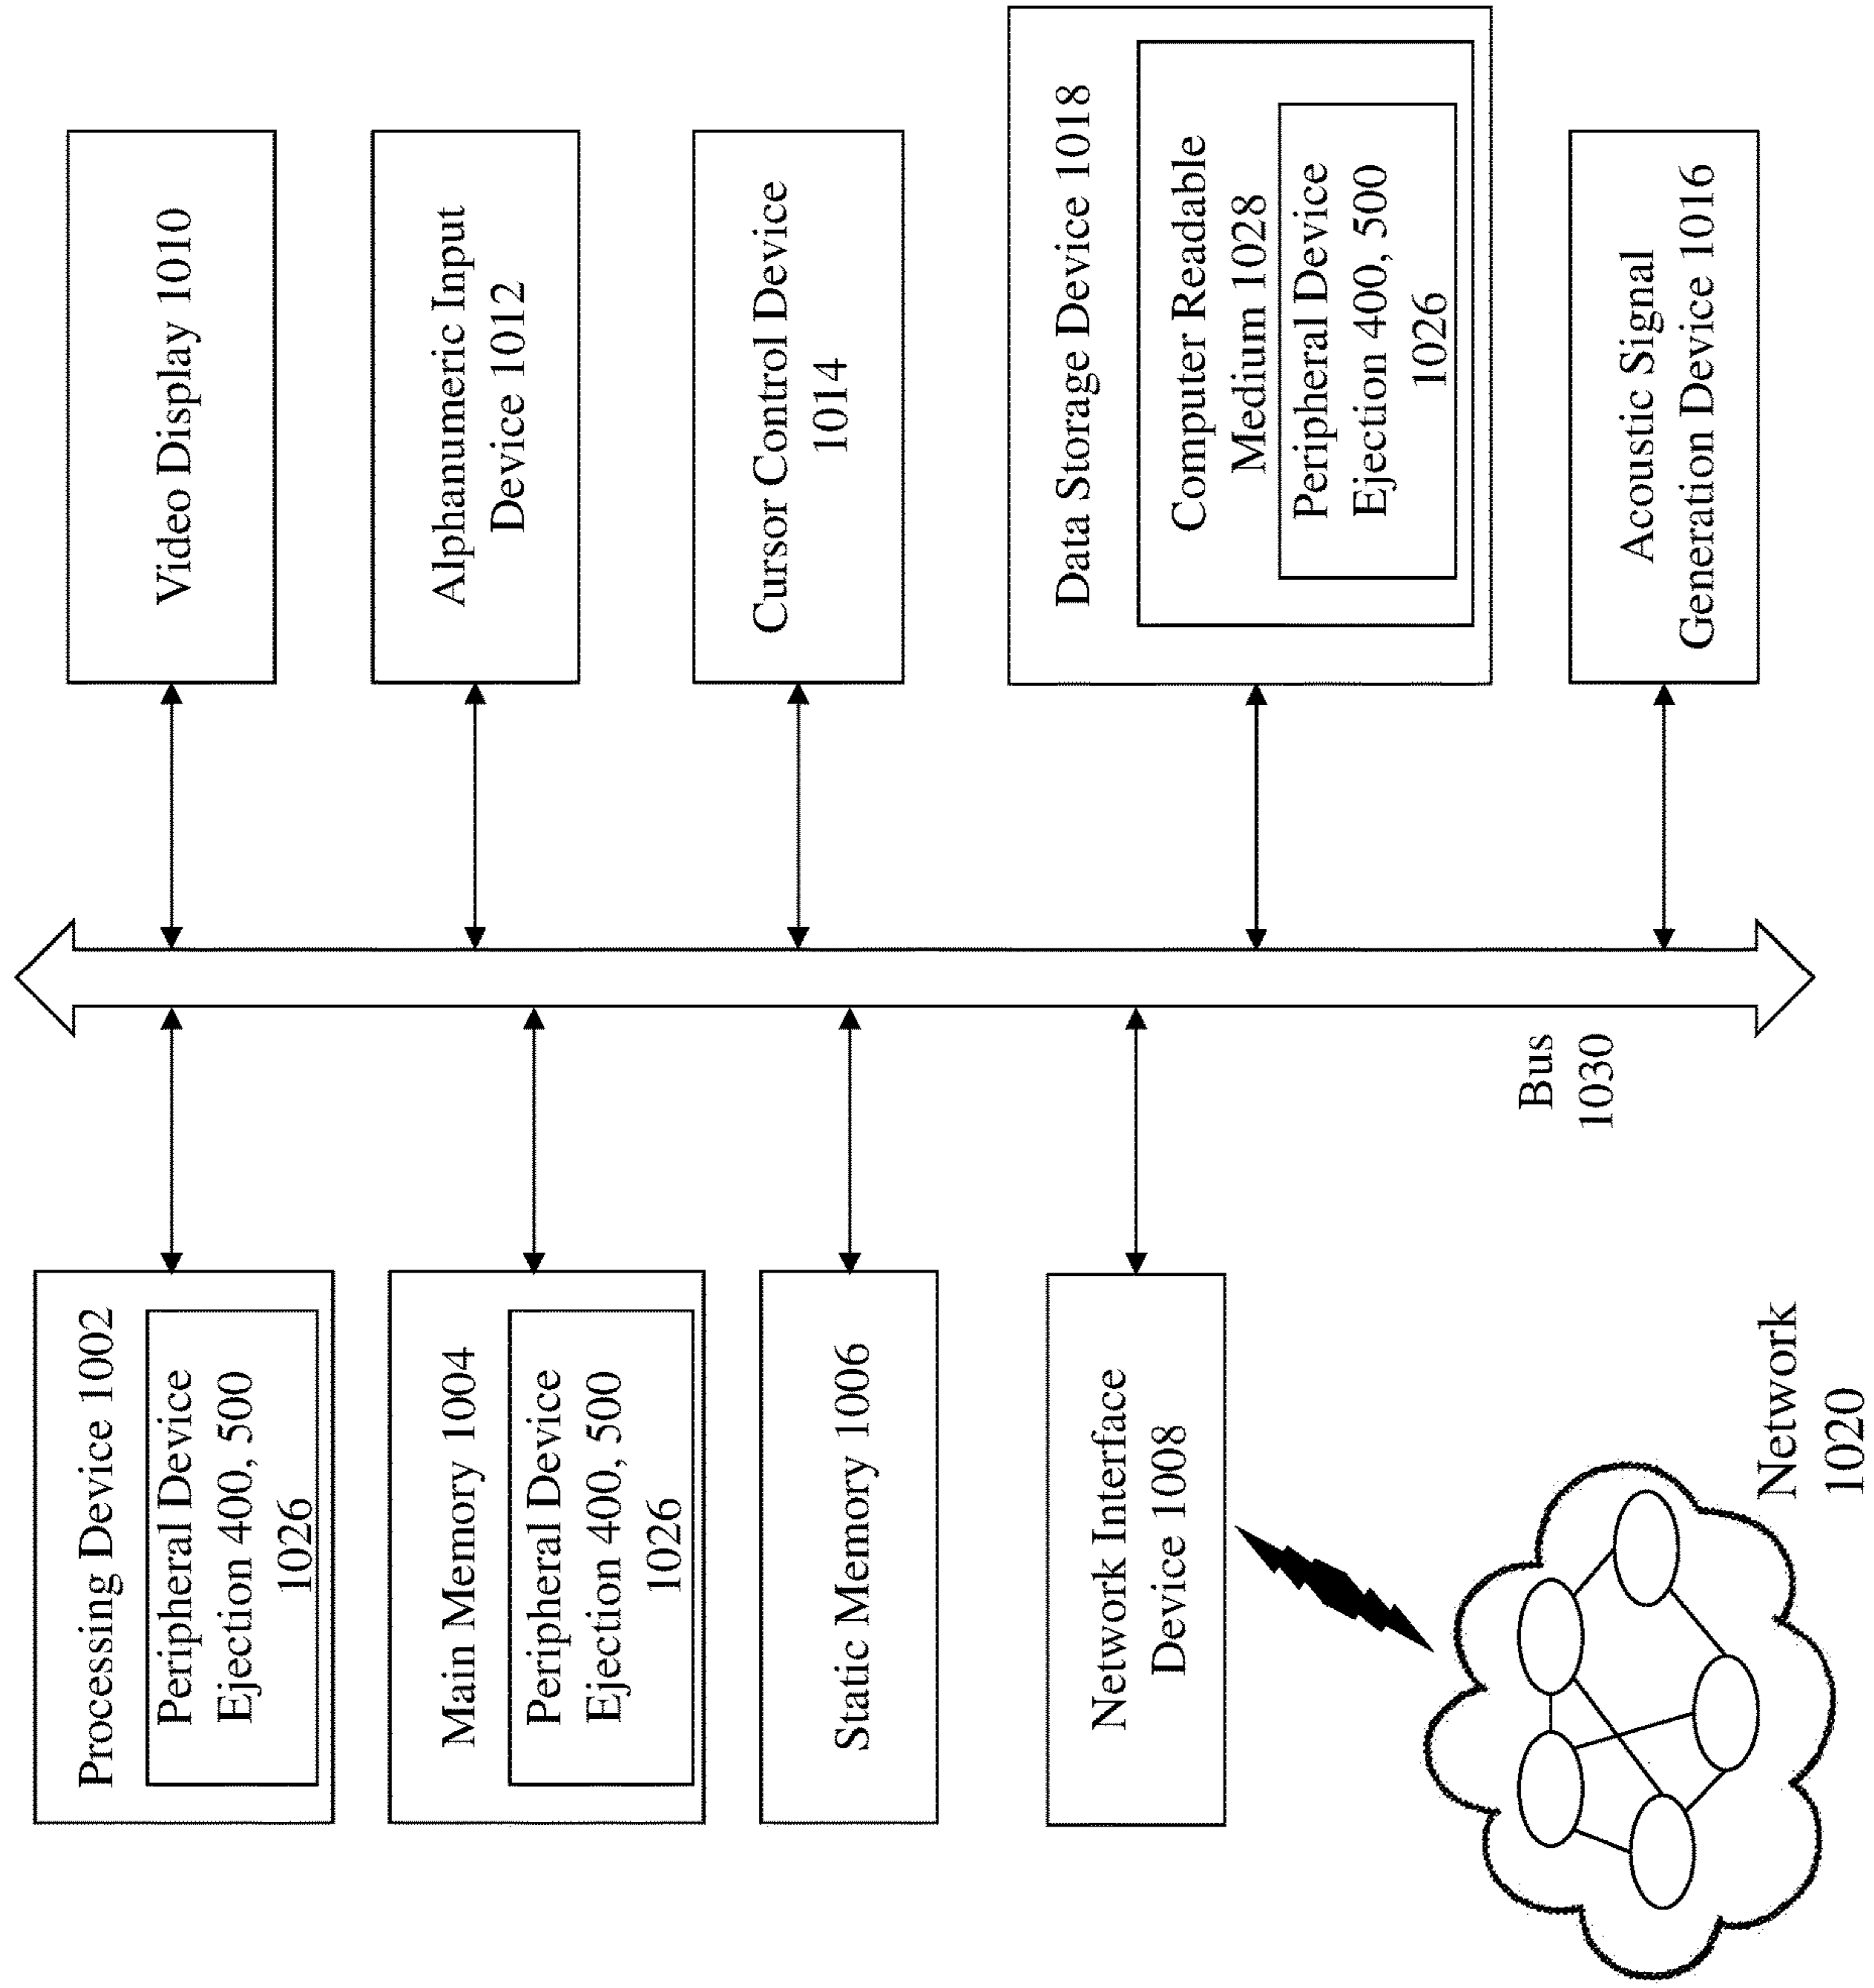 Processing Device 1002
Peripheral Device
Ejection 400, 500
1026
Main Memory 1004
Peripheral Device
Ejection 400, 500
1026
Static Memory 1006
Network Interface
Device 1008
Network
1020
Bus
1030
Video Display 1010
Alphanumeric Input
Device 1012
Cursor Control Device
1014
Data Storage Device 1018
Computer Readable
Medium 1028
Peripheral Device
Ejection 400, 500
1026
Acoustic Signal
Generation Device 1016